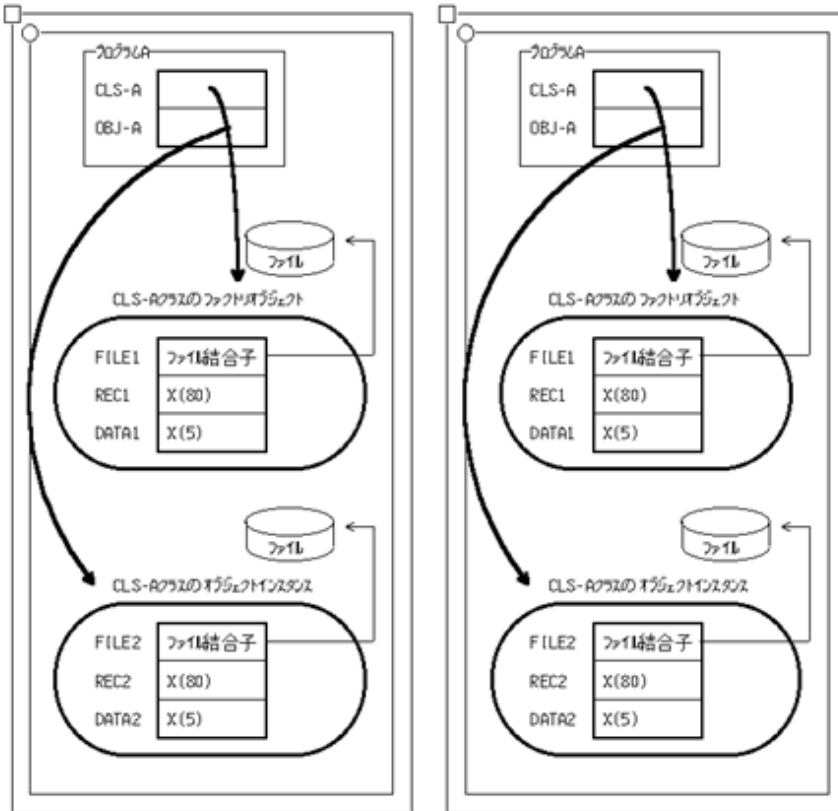 プログラムA
CLS-A
OBJ-A
ファイル
CLS-Aクラスの ファクトリオブジェクト
FILE1 ファイル結合子
REC1 X(80)
DATA1 X(5)
ファイル
CLS-Aクラスの オブジェクトインスタンス
FILE2 ファイル結合子
REC2 X(80)
DATA2 X(5)
プログラムA
CLS-A
OBJ-A
ファイル
CLS-Aクラスの ファクトリオブジェクト
FILE1 ファイル結合子
REC1 X(80)
DATA1 X(5)
ファイル
CLS-Aクラスの オブジェクトインスタンス
FILE2 ファイル結合子
REC2 X(80)
DATA2 X(5)